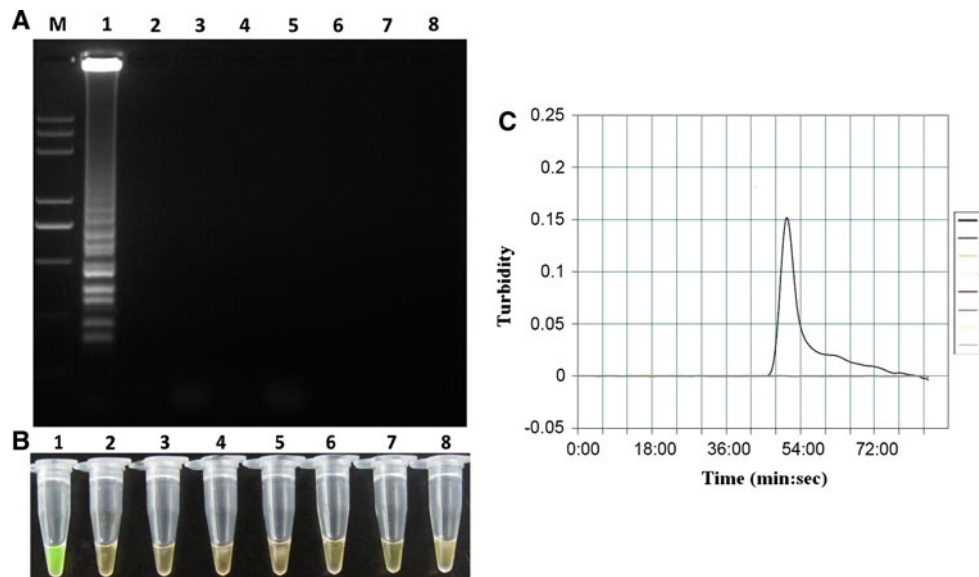 A
M 1 2 3 4 5 6 7 8
B
1 2 3 4 5 6 7 8
C
0.25
0.2
0.15
0.1
0.05
0
-0.05
Turbidity
0:00 18:00 36:00 54:00 72:00
Time (min:sec)